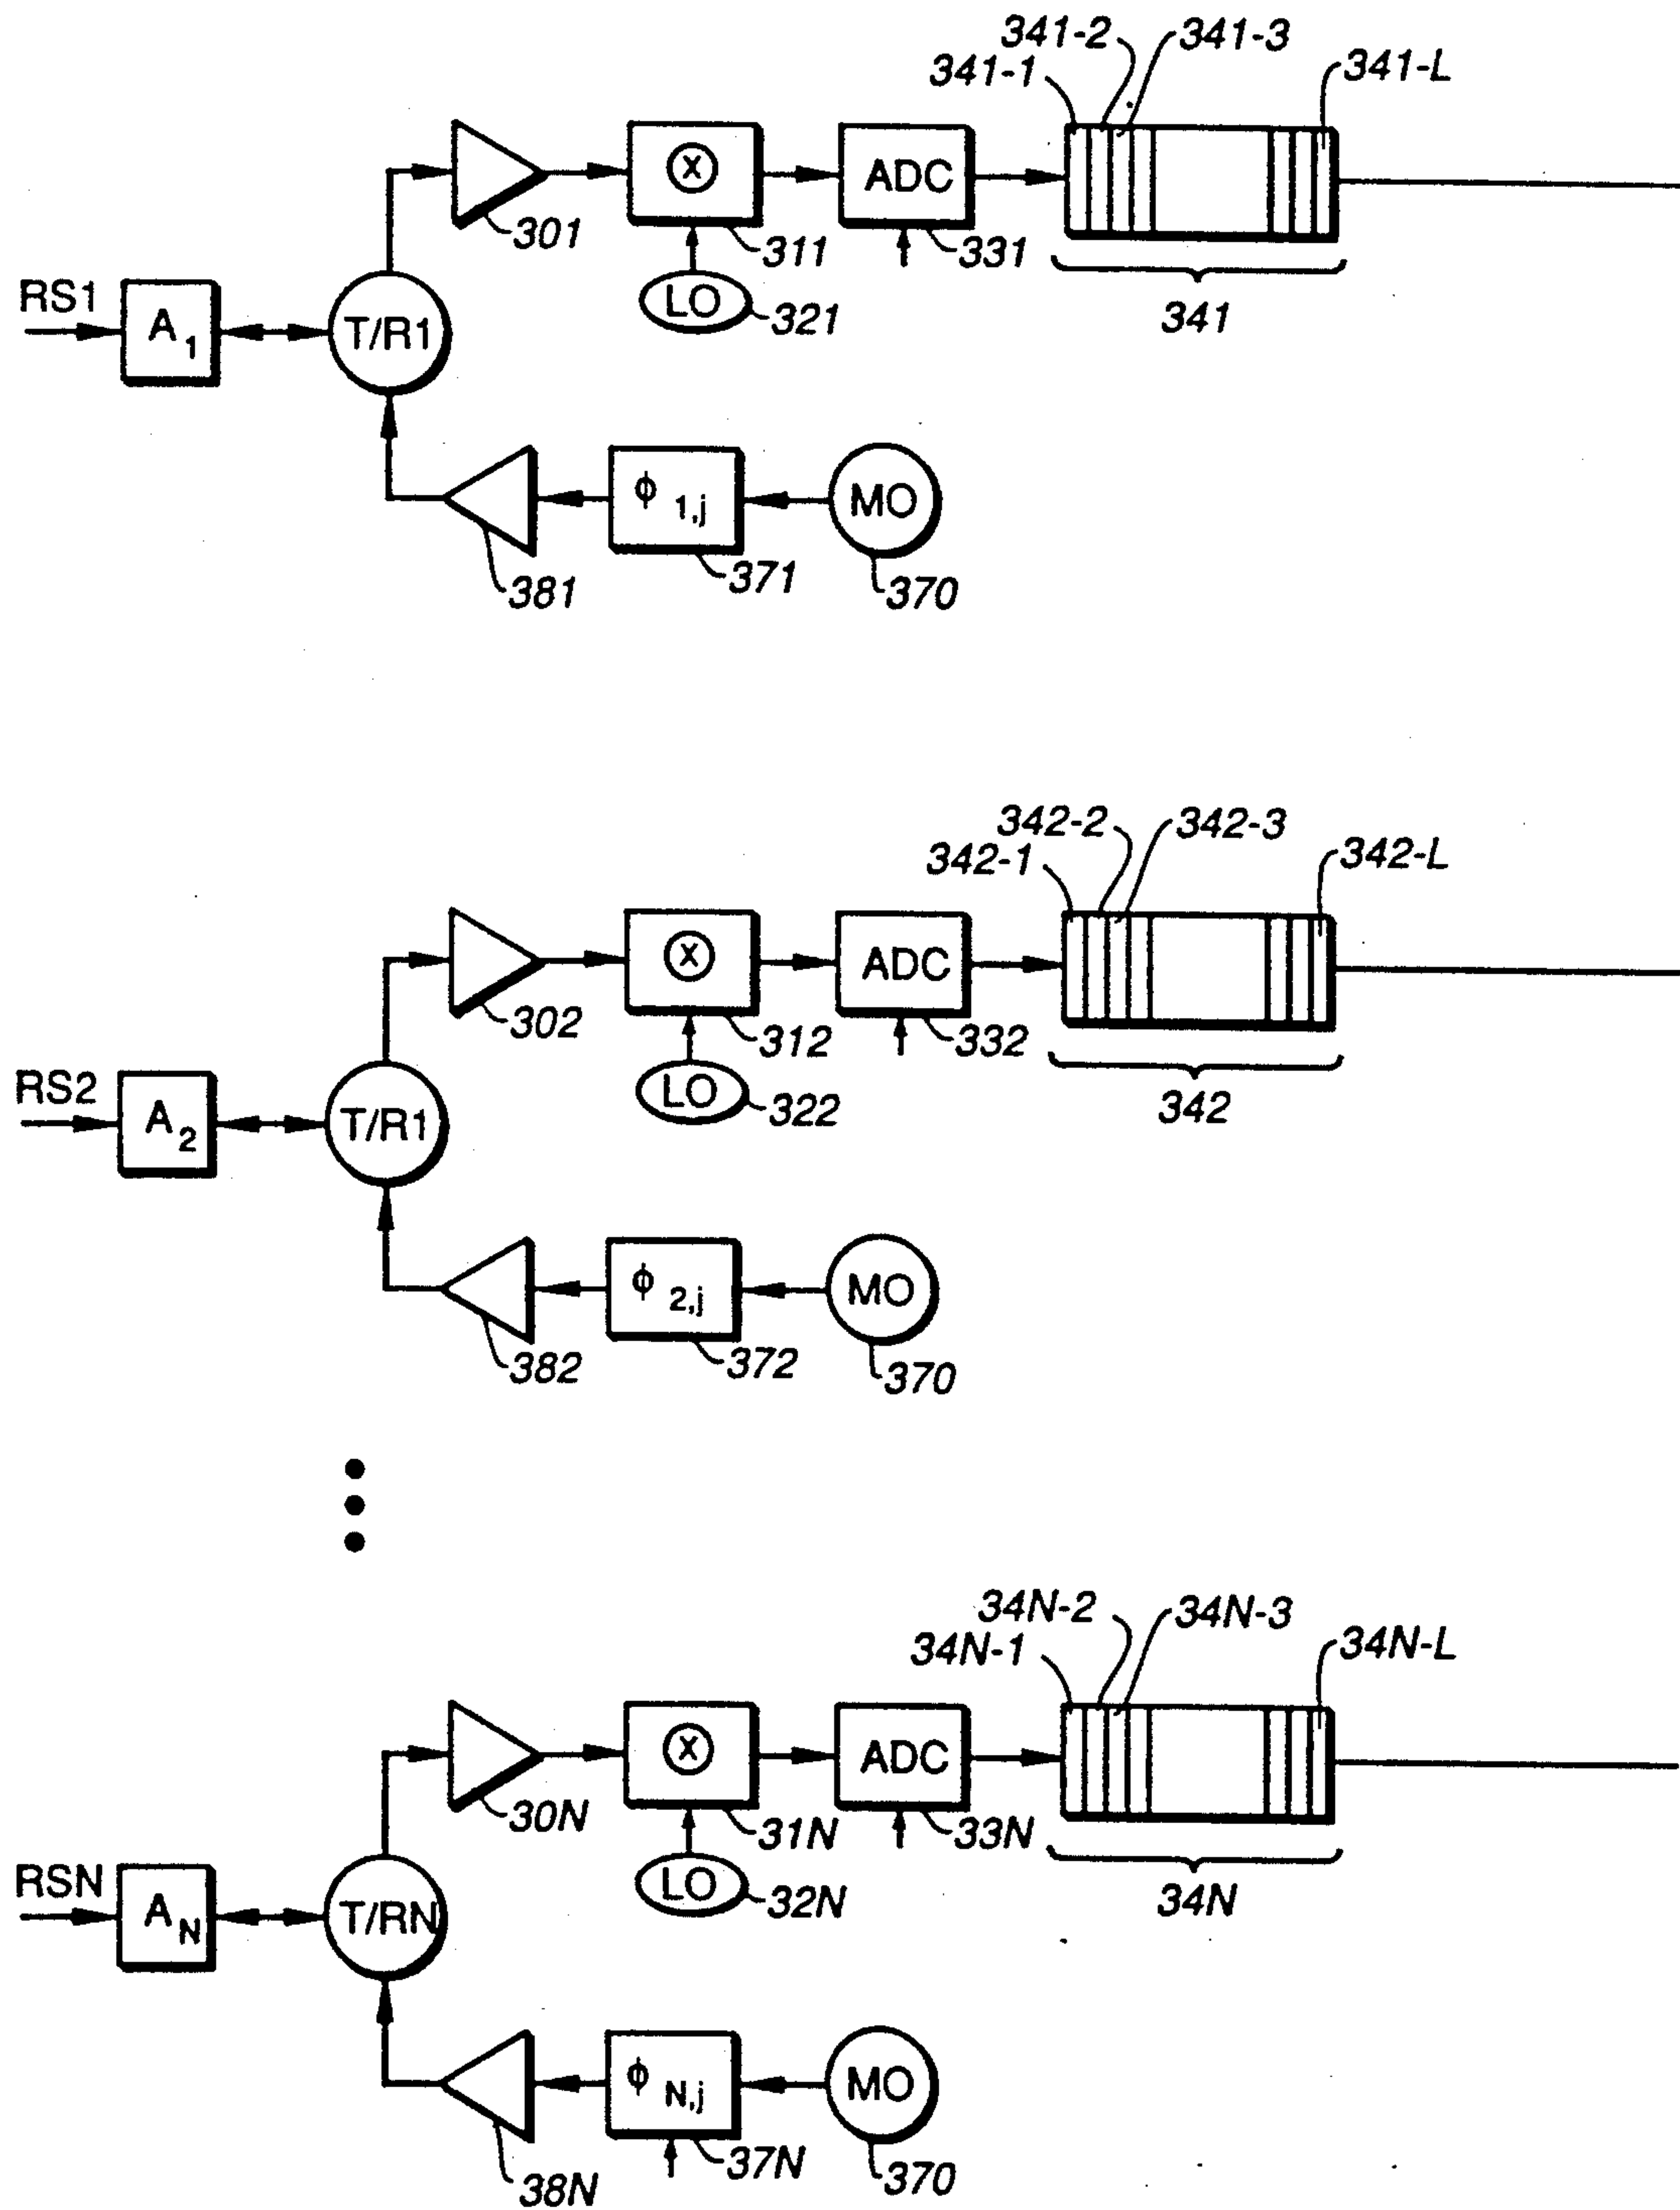 341-2 341-3
341-1 341-L
301 311 ADC 331
RS1 A1 T/R1 LO 321 341
ϕ 1,j MO
381 371 370
342-2 342-3
342-1 342-L
302 312 ADC 332
RS2 A2 T/R1 LO 322 342
ϕ 2,j MO
382 372 370
34N-2 34N-3
34N-1 34N-L
30N 31N ADC 33N
RSN AN T/RN LO 32N 34N
ϕ N,j MO
38N 37N 370